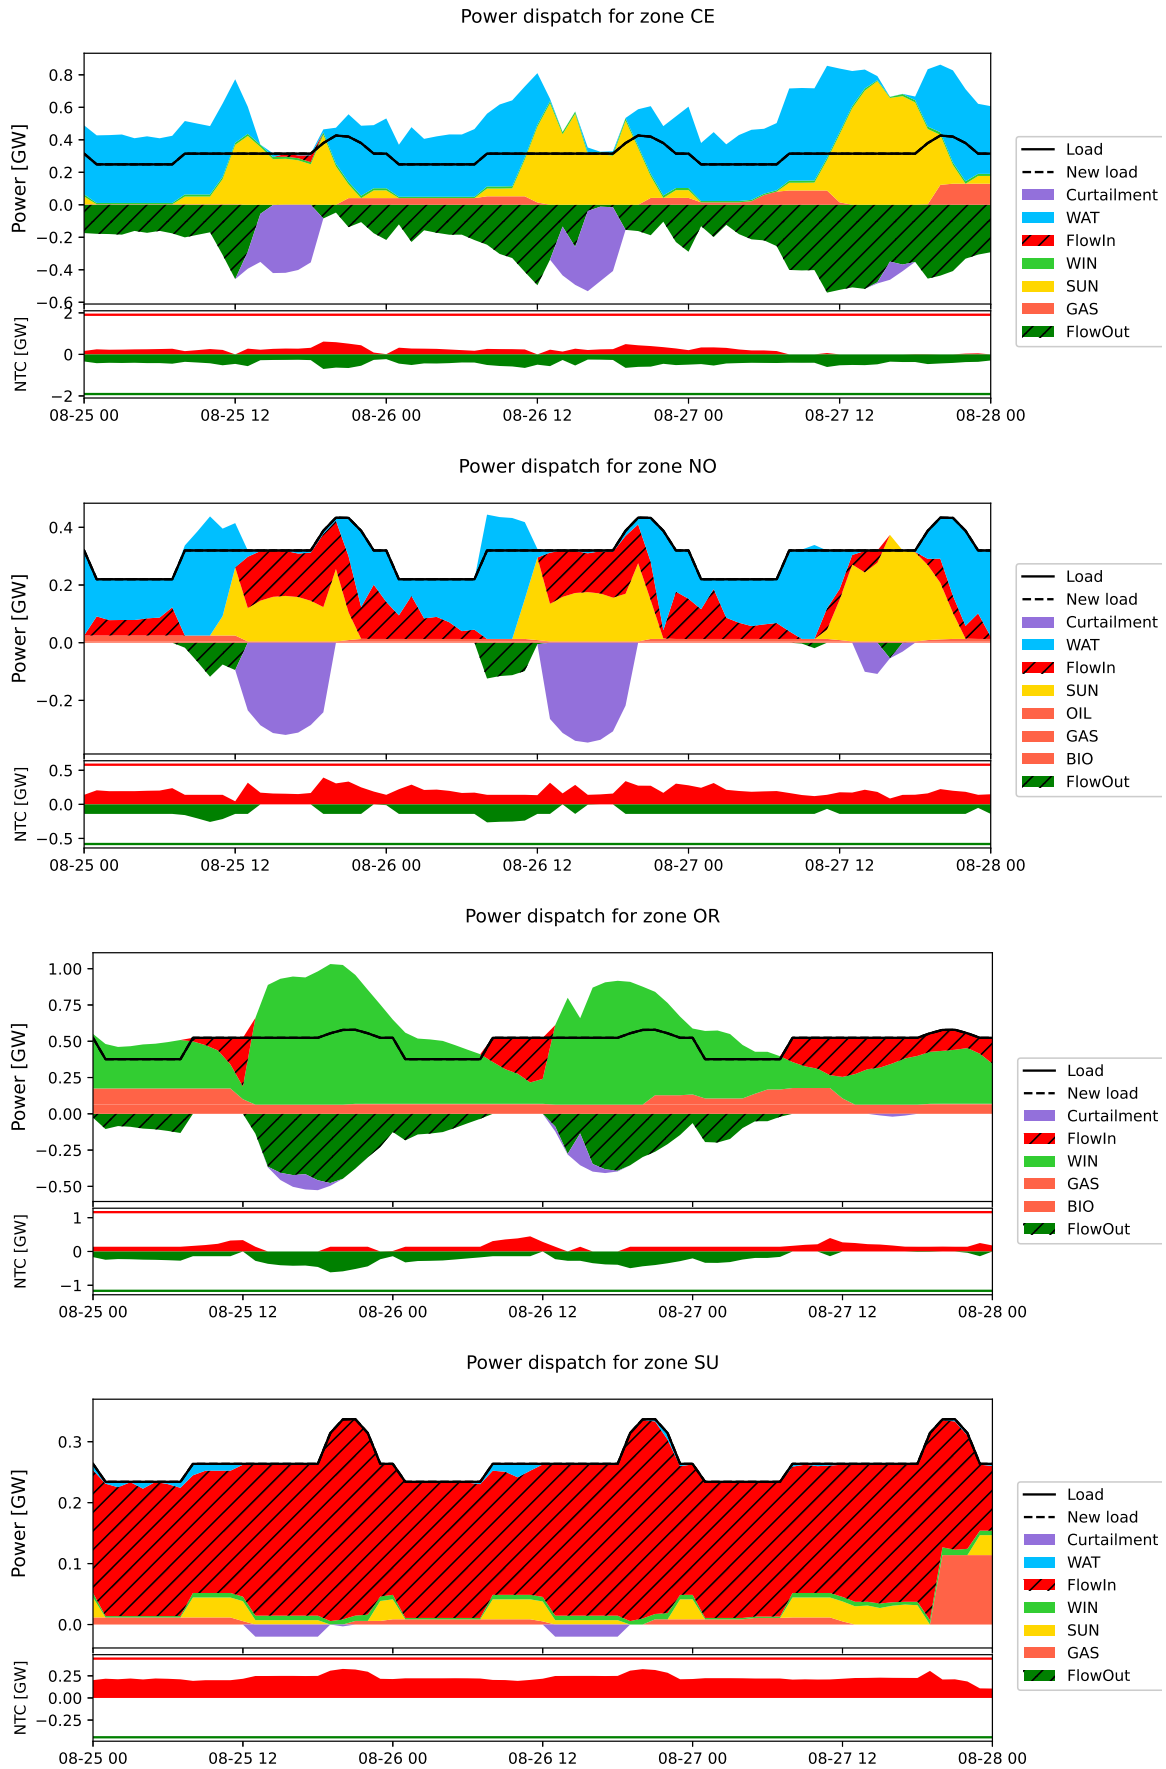 Power dispatch for zone CE
Power [GW]
0.8
0.6
0.4
0.2
0.0
−0.2
−0.4
−0.6
NTC [GW]
2
0
−2
08-25 00
08-25 12
08-26 00
08-26 12
08-27 00
08-27 12
08-28 00
Load
New load
Curtailment
WAT
FlowIn
WIN
SUN
GAS
FlowOut
Power dispatch for zone NO
Power [GW]
0.4
0.2
0.0
−0.2
NTC [GW]
0.5
0.0
−0.5
08-25 00
08-25 12
08-26 00
08-26 12
08-27 00
08-27 12
08-28 00
Load
New load
Curtailment
WAT
FlowIn
SUN
OIL
GAS
BIO
FlowOut
Power dispatch for zone OR
Power [GW]
1.00
0.75
0.50
0.25
0.00
−0.25
−0.50
NTC [GW]
1
0
−1
08-25 00
08-25 12
08-26 00
08-26 12
08-27 00
08-27 12
08-28 00
Load
New load
Curtailment
FlowIn
WIN
GAS
BIO
FlowOut
Power dispatch for zone SU
Power [GW]
0.3
0.2
0.1
0.0
NTC [GW]
0.25
0.00
−0.25
08-25 00
08-25 12
08-26 00
08-26 12
08-27 00
08-27 12
08-28 00
Load
New load
Curtailment
WAT
FlowIn
WIN
SUN
GAS
FlowOut